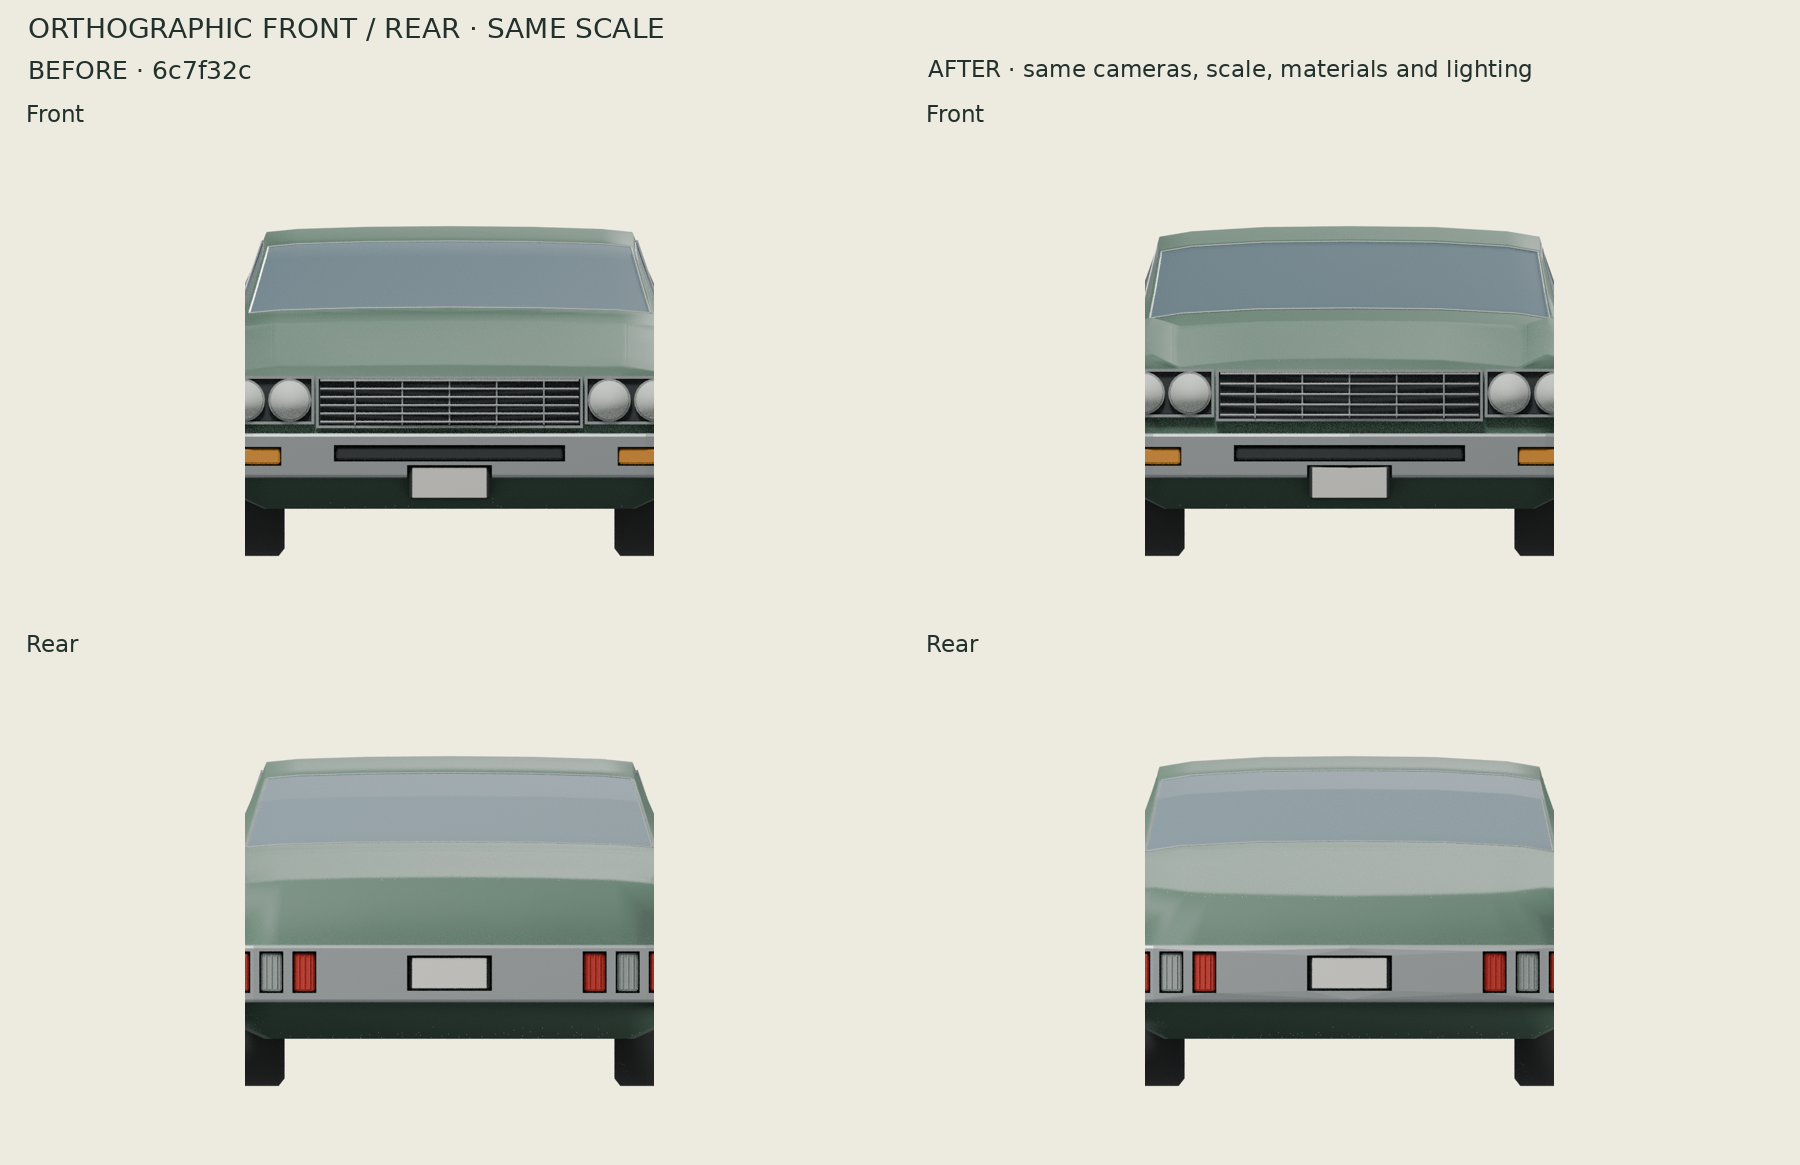 ORTHOGRAPHIC FRONT / REAR · SAME SCALE
BEFORE · 6c7f32c
AFTER · same cameras, scale, materials and lighting
Front
Front
Rear
Rear